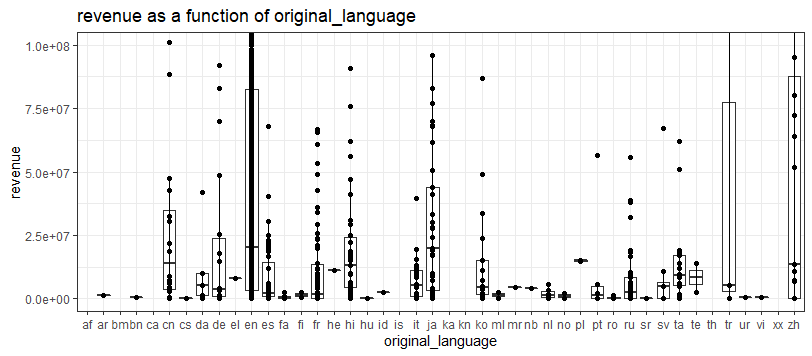 revenue as a function of original_language
1.0e+08
7.5e+07
5.0e+07
2.5e+07
0.0e+00
revenue
af ar bm bn ca cn cs da de el en es fa fi fr he hi hu id is it ja ka kn ko ml mr nb nl no pl pt ro ru sr sv ta te th tr ur vi xx zh
original_language